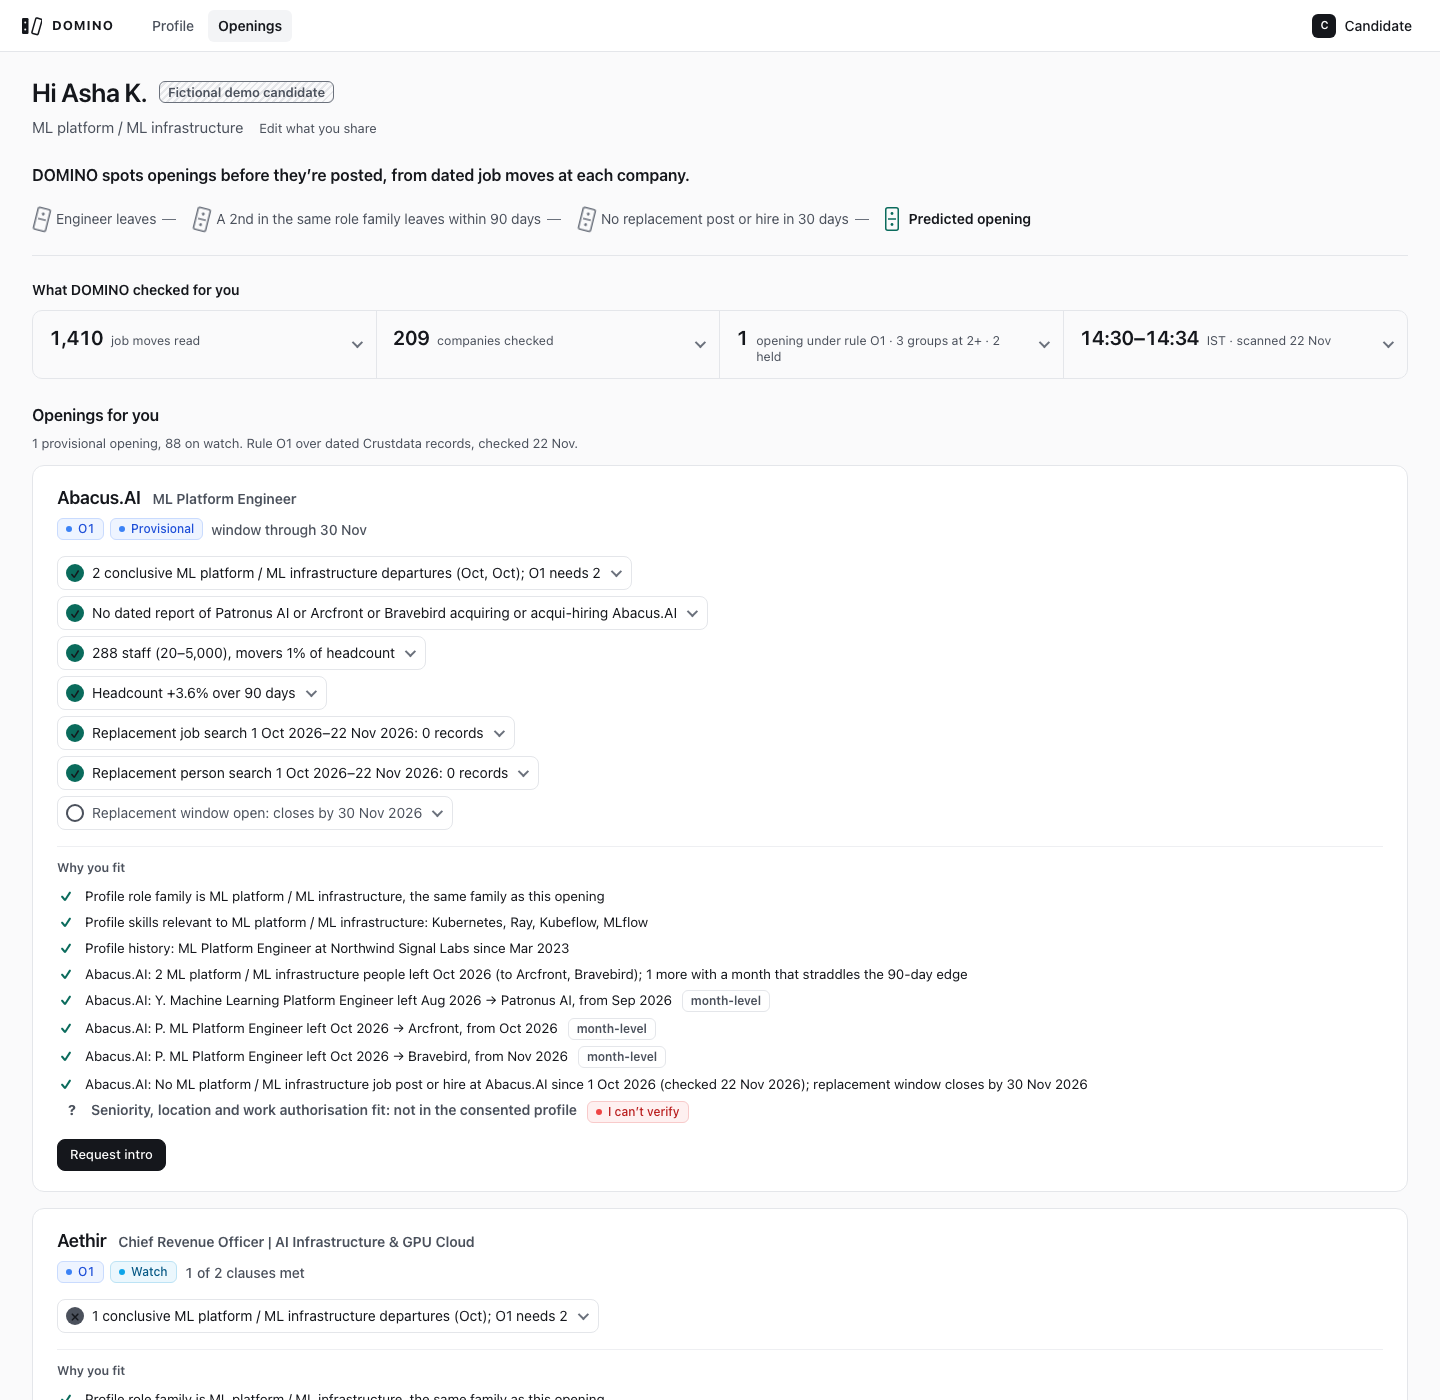 DOMINO Profile Openings C Candidate
Hi Asha K. Fictional demo candidate
ML platform / ML infrastructure Edit what you share
DOMINO spots openings before they’re posted, from dated job moves at each company.
Engineer leaves — A 2nd in the same role family leaves within 90 days — No replacement post or hire in 30 days — Predicted opening
What DOMINO checked for you
1,410 job moves read
209 companies checked
1 opening under rule O1 · 3 groups at 2+ · 2
held
14:30–14:34 IST · scanned 22 Nov
Openings for you
1 provisional opening, 88 on watch. Rule O1 over dated Crustdata records, checked 22 Nov.
Abacus.AI ML Platform Engineer
O1 Provisional window through 30 Nov
2 conclusive ML platform / ML infrastructure departures (Oct, Oct); O1 needs 2
No dated report of Patronus AI or Arcfront or Bravebird acquiring or acqui-hiring Abacus.AI
288 staff (20–5,000), movers 1% of headcount
Headcount +3.6% over 90 days
Replacement job search 1 Oct 2026–22 Nov 2026: 0 records
Replacement person search 1 Oct 2026–22 Nov 2026: 0 records
Replacement window open: closes by 30 Nov 2026
Why you fit
Profile role family is ML platform / ML infrastructure, the same family as this opening
Profile skills relevant to ML platform / ML infrastructure: Kubernetes, Ray, Kubeflow, MLflow
Profile history: ML Platform Engineer at Northwind Signal Labs since Mar 2023
Abacus.AI: 2 ML platform / ML infrastructure people left Oct 2026 (to Arcfront, Bravebird); 1 more with a month that straddles the 90-day edge
Abacus.AI: Y. Machine Learning Platform Engineer left Aug 2026 → Patronus AI, from Sep 2026 month-level
Abacus.AI: P. ML Platform Engineer left Oct 2026 → Arcfront, from Oct 2026 month-level
Abacus.AI: P. ML Platform Engineer left Oct 2026 → Bravebird, from Nov 2026 month-level
Abacus.AI: No ML platform / ML infrastructure job post or hire at Abacus.AI since 1 Oct 2026 (checked 22 Nov 2026); replacement window closes by 30 Nov 2026
? Seniority, location and work authorisation fit: not in the consented profile I can’t verify
Request intro
Aethir Chief Revenue Officer | AI Infrastructure & GPU Cloud
O1 Watch 1 of 2 clauses met
1 conclusive ML platform / ML infrastructure departures (Oct); O1 needs 2
Why you fit
Profile role family is ML platform / ML infrastructure, the same family as this opening